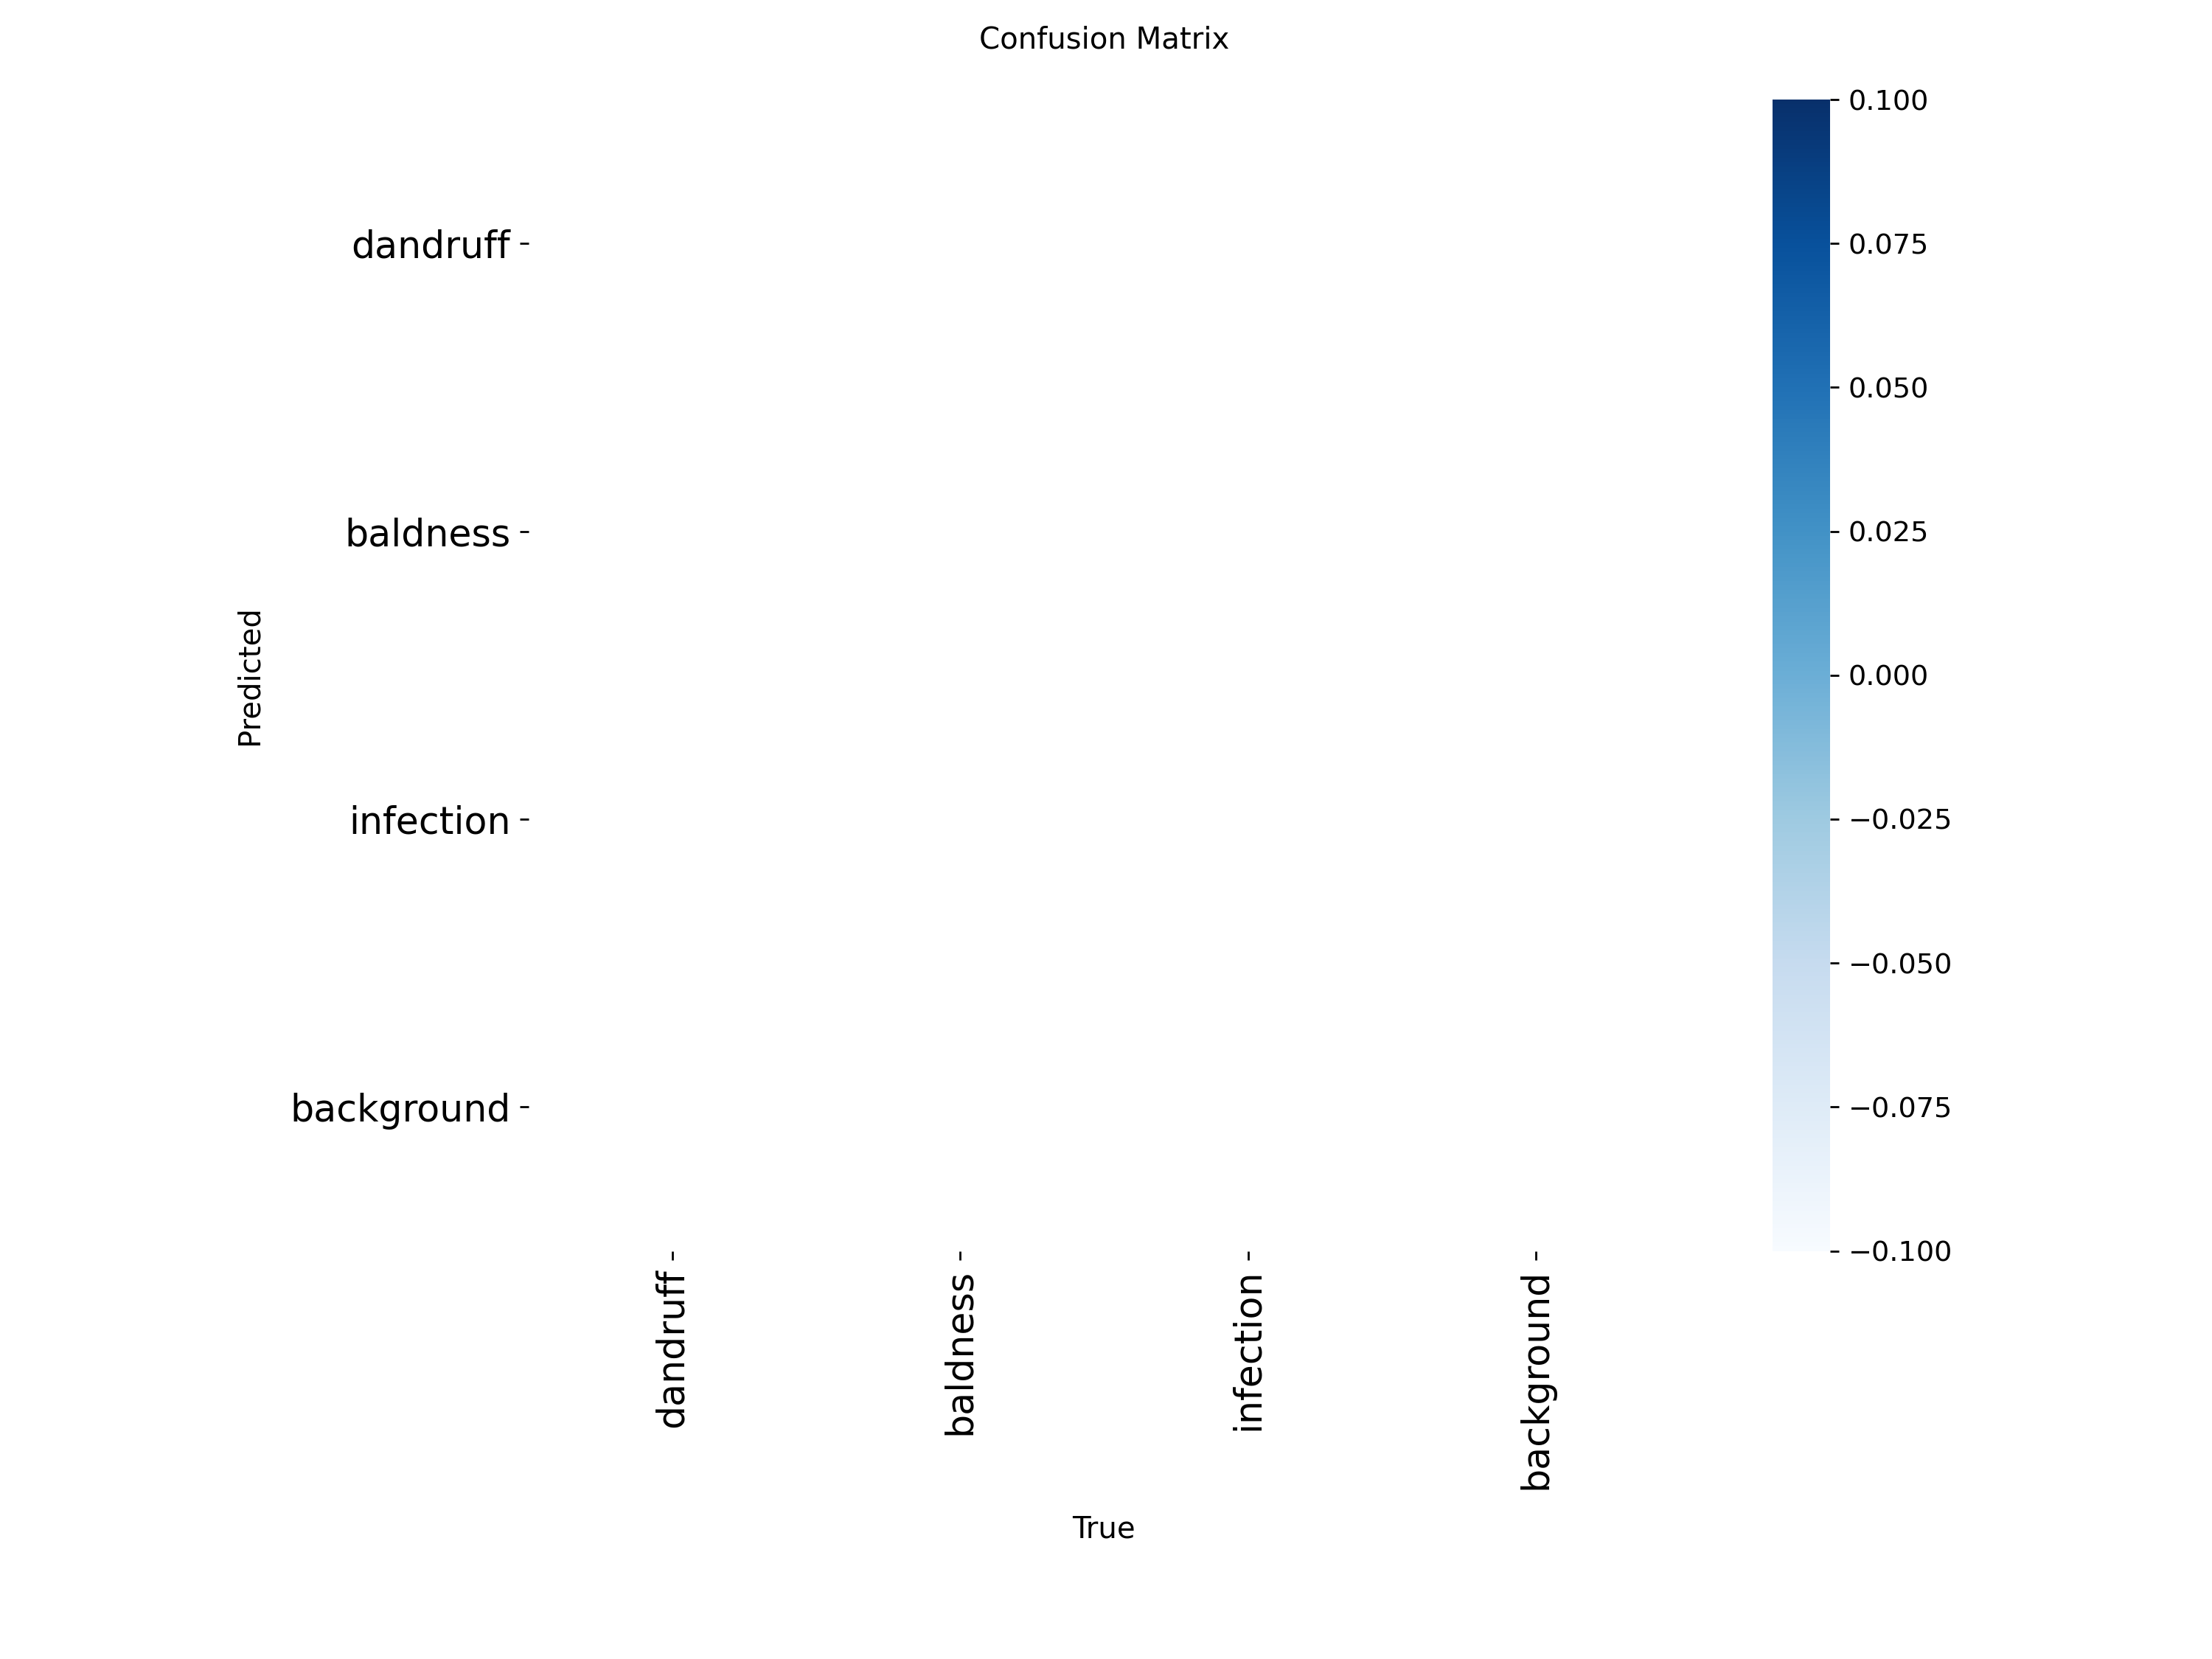 Confusion Matrix
dandruff
baldness
infection
background
Predicted
dandruff
baldness
infection
background
True
0.100
0.075
0.050
0.025
0.000
−0.025
−0.050
−0.075
−0.100